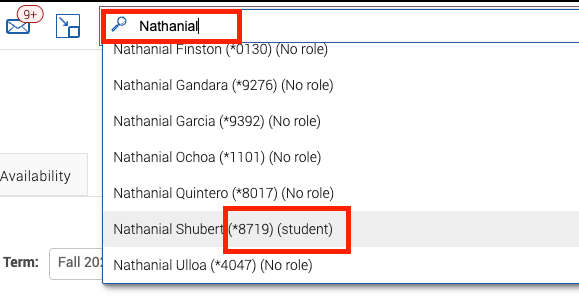 9+
Nathanial
Nathanial Finston (*0130) (No role)
Nathanial Gandara (*9276) (No role)
Nathanial Garcia (*9392) (No role)
Nathanial Ochoa (*1101) (No role)
Availability
Nathanial Quintero (*8017) (No role)
Nathanial Shubert (*8719) (student)
Term: Fall 202
Nathanial Ulloa (*4047) (No role)